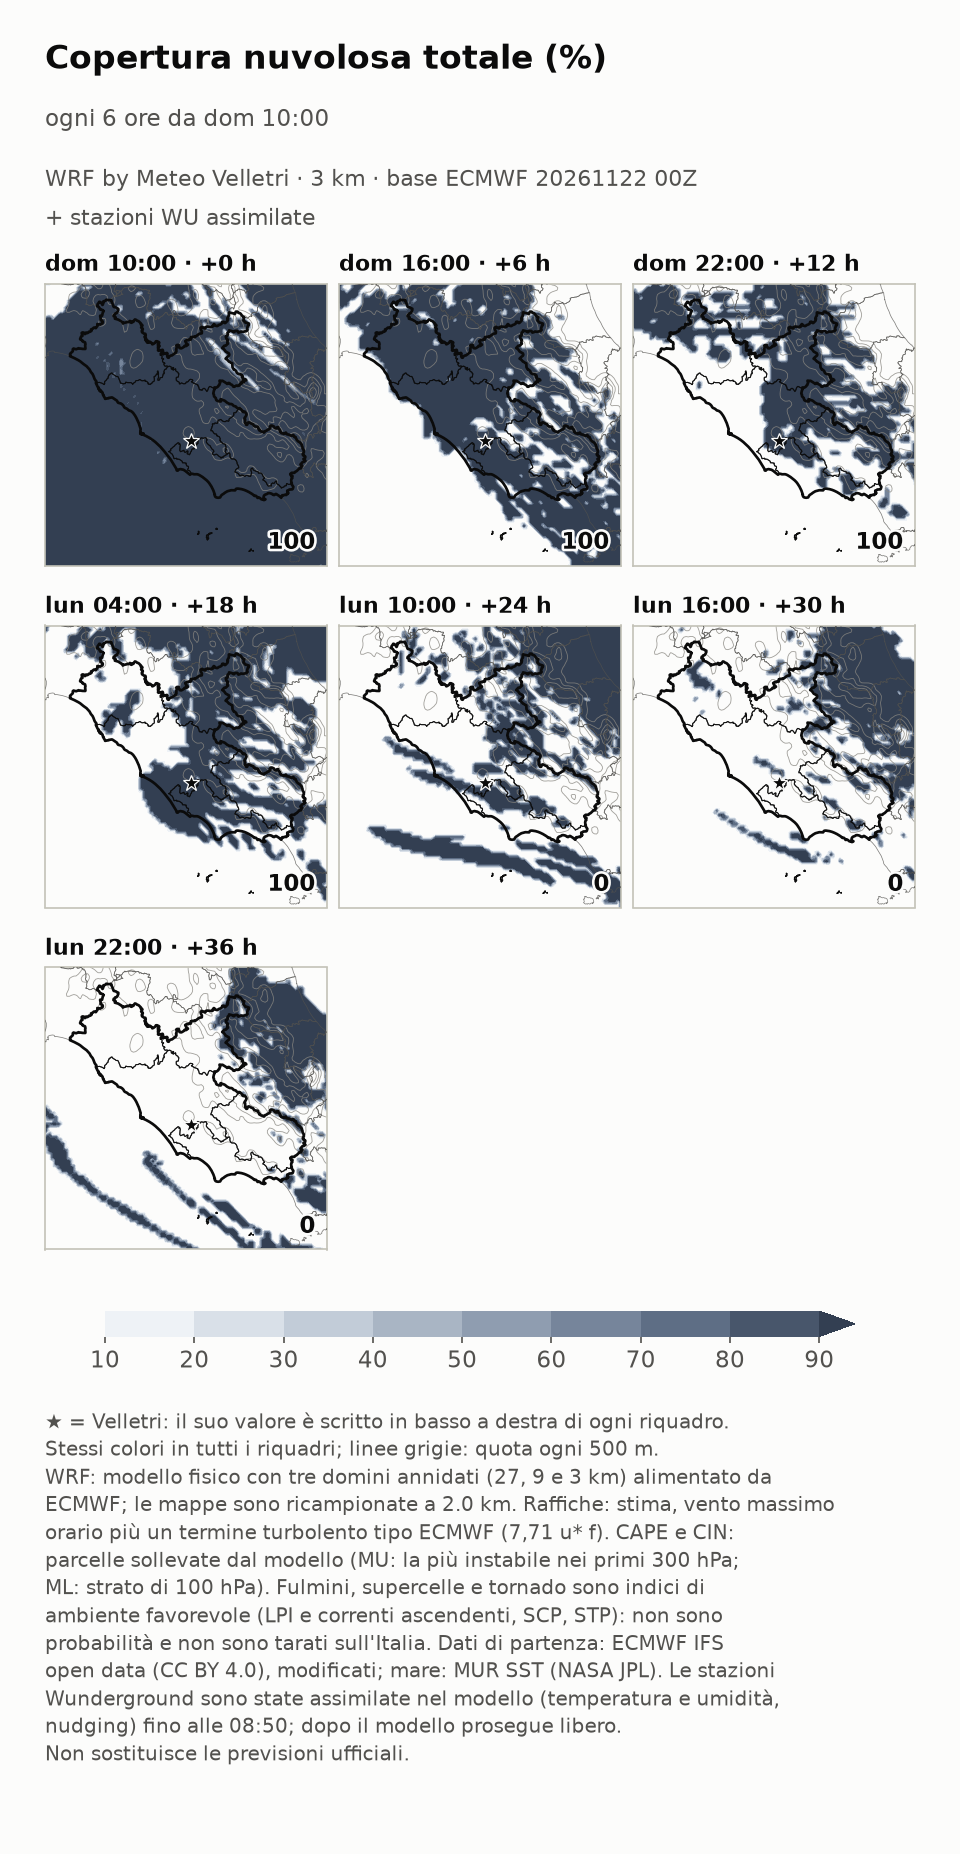 Copertura nuvolosa totale (%)
ogni 6 ore da dom 10:00
WRF by Meteo Velletri · 3 km · base ECMWF 20261122 00Z
+ stazioni WU assimilate
dom 10:00 · +0 h
dom 16:00 · +6 h
dom 22:00 · +12 h
100
100
100
lun 04:00 · +18 h
lun 10:00 · +24 h
lun 16:00 · +30 h
100
0
0
lun 22:00 · +36 h
0
10 20 30 40 50 60 70 80 90
★ = Velletri: il suo valore è scritto in basso a destra di ogni riquadro.
Stessi colori in tutti i riquadri; linee grigie: quota ogni 500 m.
WRF: modello fisico con tre domini annidati (27, 9 e 3 km) alimentato da
ECMWF; le mappe sono ricampionate a 2.0 km. Raffiche: stima, vento massimo
orario più un termine turbolento tipo ECMWF (7,71 u* f). CAPE e CIN:
parcelle sollevate dal modello (MU: la più instabile nei primi 300 hPa;
ML: strato di 100 hPa). Fulmini, supercelle e tornado sono indici di
ambiente favorevole (LPI e correnti ascendenti, SCP, STP): non sono
probabilità e non sono tarati sull'Italia. Dati di partenza: ECMWF IFS
open data (CC BY 4.0), modificati; mare: MUR SST (NASA JPL). Le stazioni
Wunderground sono state assimilate nel modello (temperatura e umidità,
nudging) fino alle 08:50; dopo il modello prosegue libero.
Non sostituisce le previsioni ufficiali.